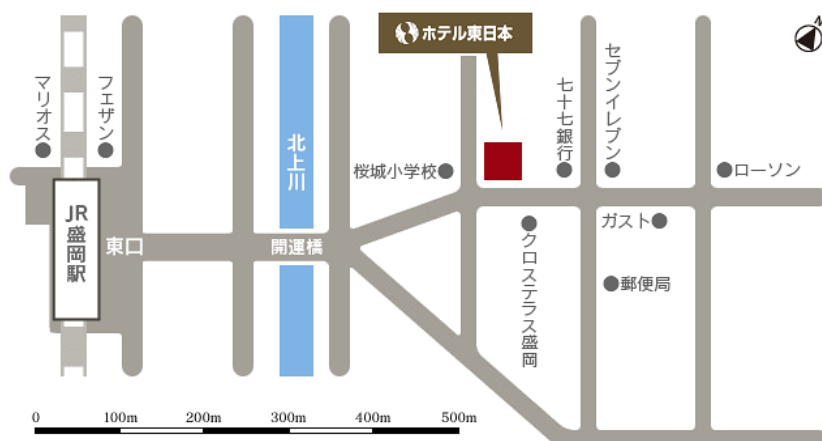 ホテル東日本
N
マリオス
フェザン
北上川
七十七銀行
セブンイレブン
桜城小学校
ローソン
JR盛岡駅
東口
開運橋
ガスト
クロステラス盛岡
郵便局
0 100m 200m 300m 400m 500m